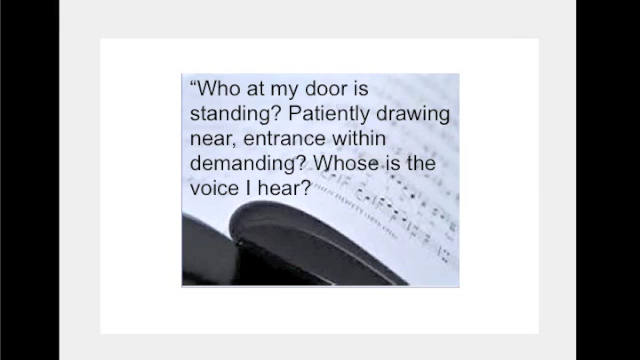 “Who at my door is
standing? Patiently drawing
near, entrance within
demanding? Whose is the
voice I hear?